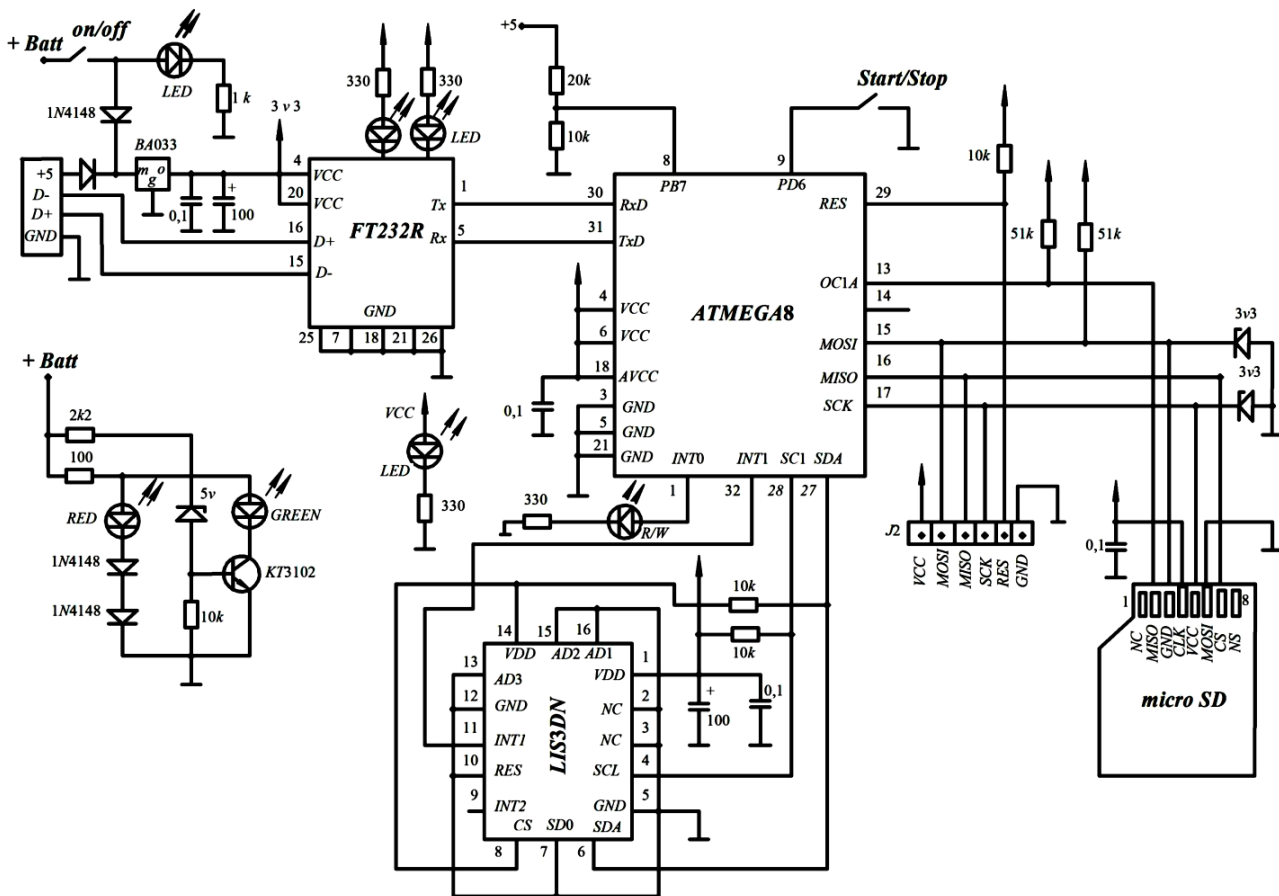 + Batt
on/off
LED
1 k
1N4148
BA033
m g o
+5
D-
D+
GND
0,1
+
100
3 v 3
330
330
LED
4
VCC
20
VCC
16
D+
15
D-
FT232R
1
Tx
5
Rx
GND
25
7
18
21
26
+5
20k
10k
8
PB7
Start/Stop
9
PD6
30
RxD
31
TxD
4
VCC
6
VCC
18
AVCC
3
GND
5
GND
21
GND
0,1
ATMEGA8
RES
29
OC1A
13
14
MOSI
15
MISO
16
SCK
17
INT0
INT1
SC1
SDA
1
32
28
27
10k
51k
51k
3v3
3v3
+ Batt
2k2
100
RED
5v
GREEN
1N4148
1N4148
KT3102
10k
VCC
LED
330
330
R/W
10k
10k
+
100
0,1
14
15
16
VDD
AD2
AD1
13
AD3
12
GND
11
INT1
10
RES
9
INT2
LIS3DN
1
VDD
2
NC
3
NC
4
SCL
5
GND
CS
SD0
SDA
8
7
6
J2
VCC
MOSI
MISO
SCK
RES
GND
0,1
1
8
NC
MISO
GND
CLK
VCC
MOSI
CS
NS
micro SD